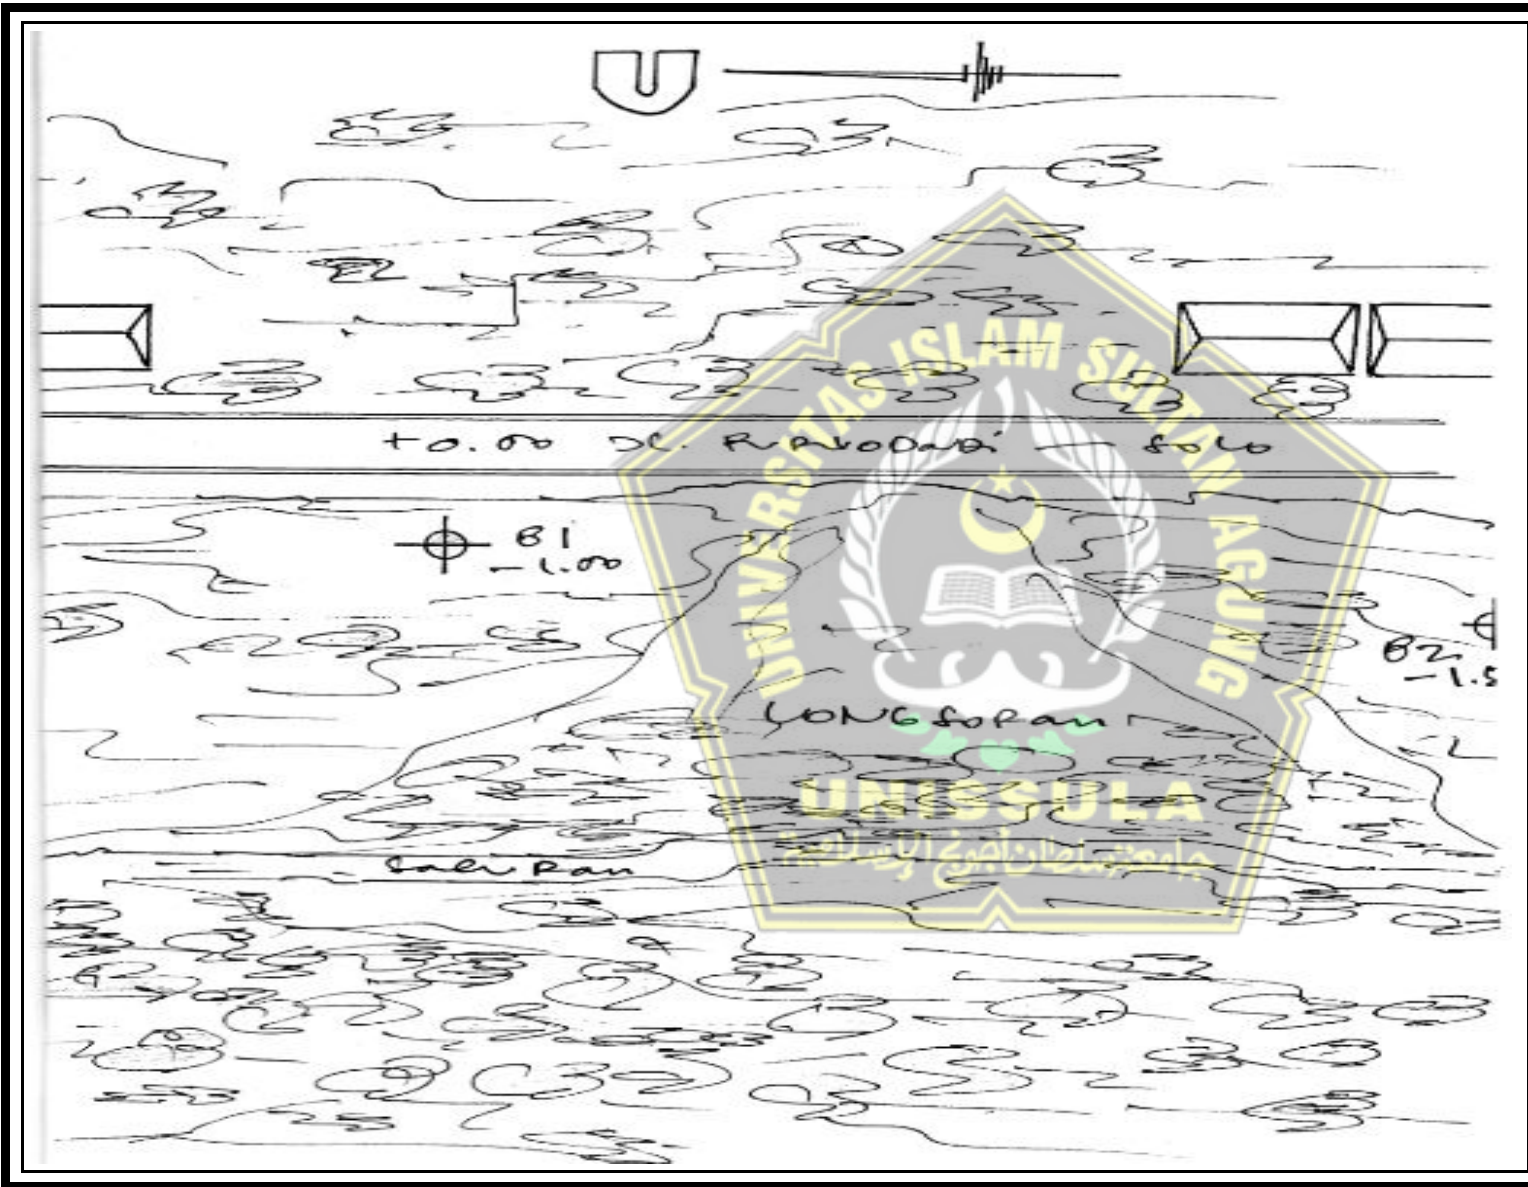 U
+0.00 JL. PURWODADI — SOLO
B1
-1.00
B2
-1.5
LONGSORAN
SALURAN
UNIVERSITAS ISLAM SULTAN AGUNG
UNISSULA
جامعة سلطان أجونج الإسلامية